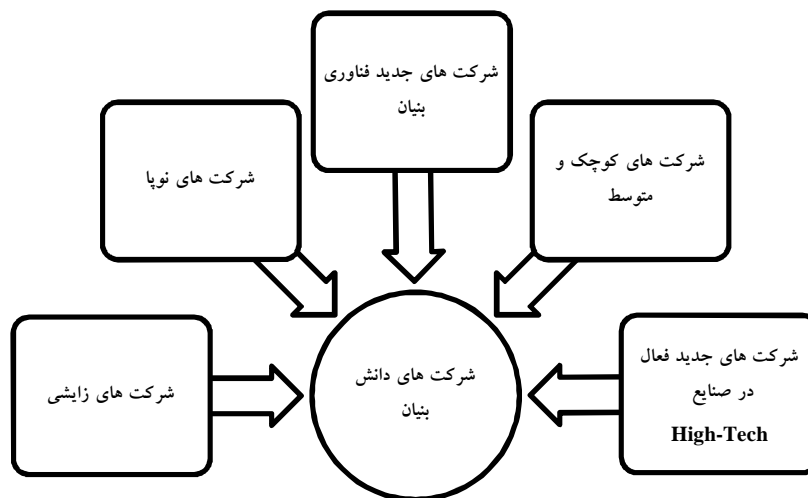 شرکت های جدید فناوری
بنیان
شرکت های کوچک و
متوسط
شرکت های نوپا
شرکت های جدید فعال
در صنایع
High-Tech
شرکت های زایشی
شرکت های دانش
بنیان